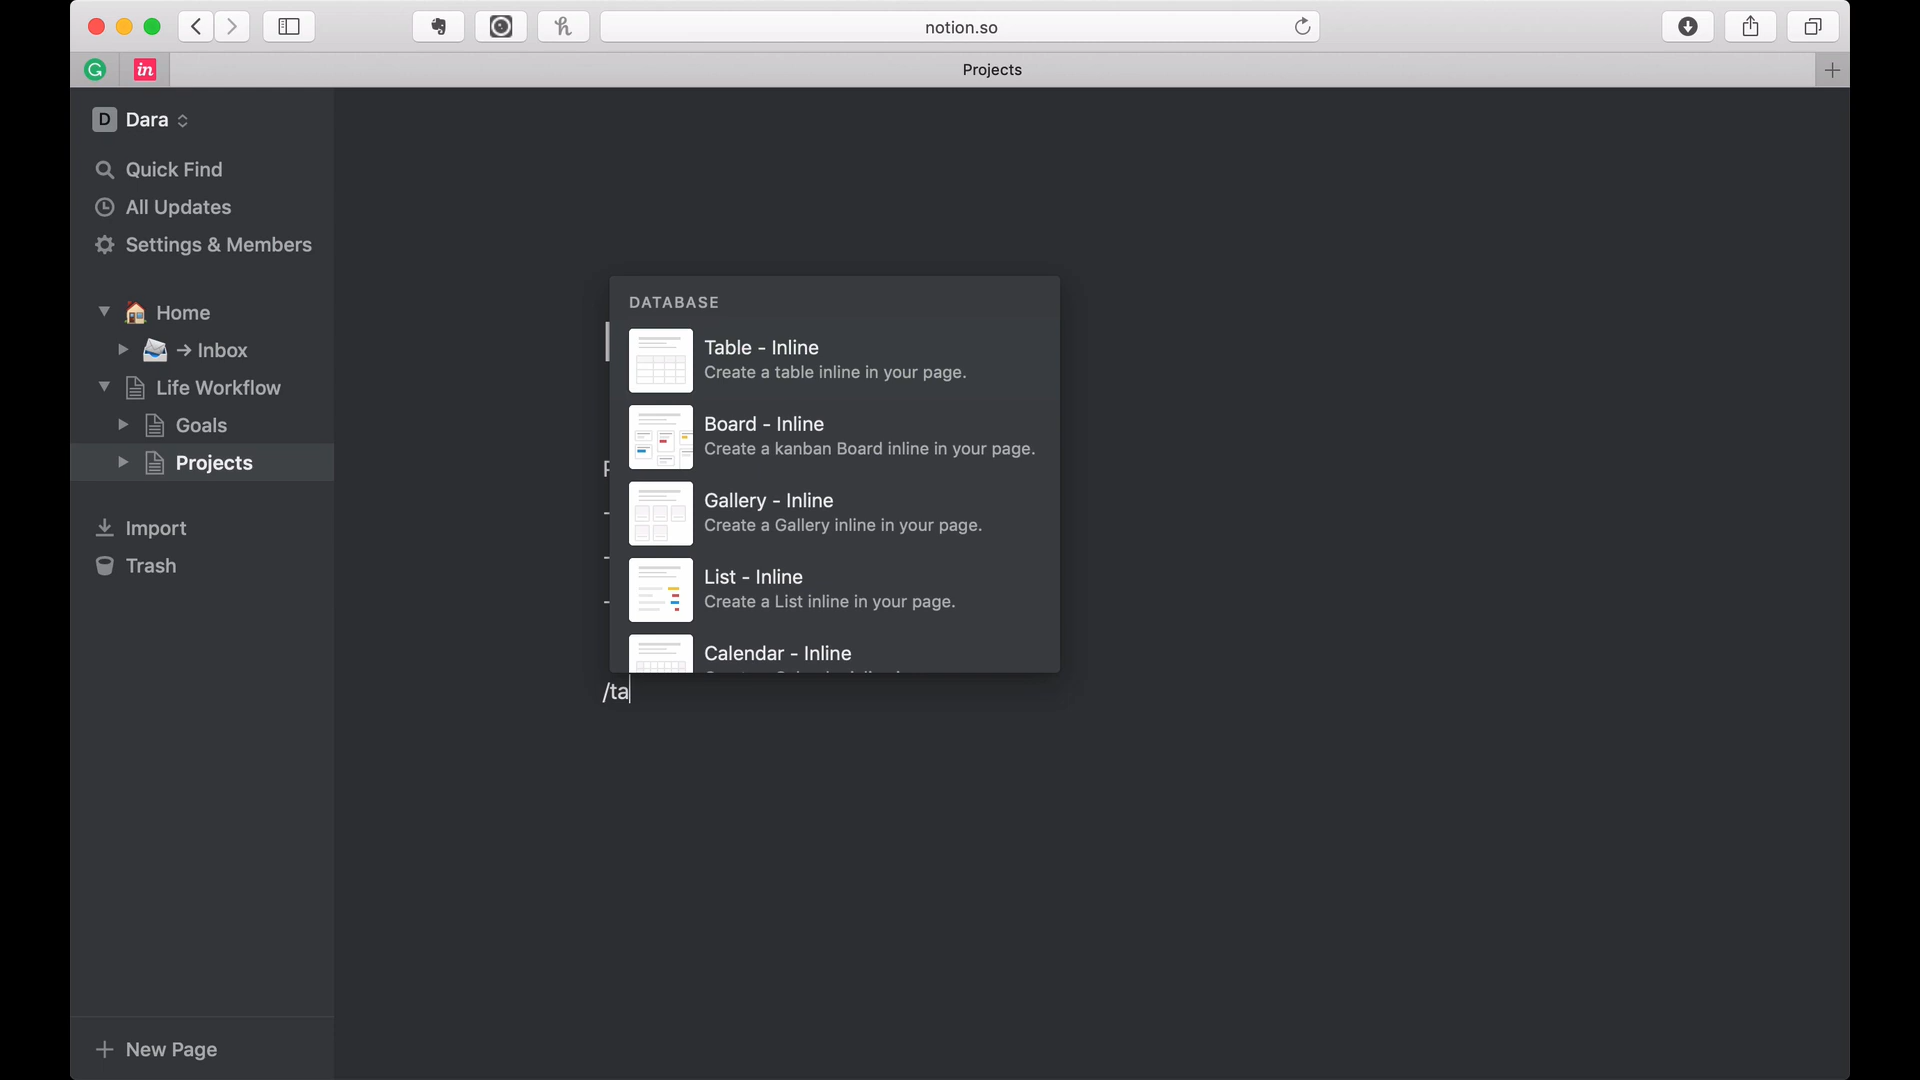 notion.so
in
Projects
D Dara
Quick Find
All Updates
Settings & Members
Home
→ Inbox
Life Workflow
Goals
Projects
Import
Trash
New Page
DATABASE
Table - Inline
Create a table inline in your page.
Board - Inline
Create a kanban Board inline in your page.
Gallery - Inline
Create a Gallery inline in your page.
List - Inline
Create a List inline in your page.
Calendar - Inline
/ta